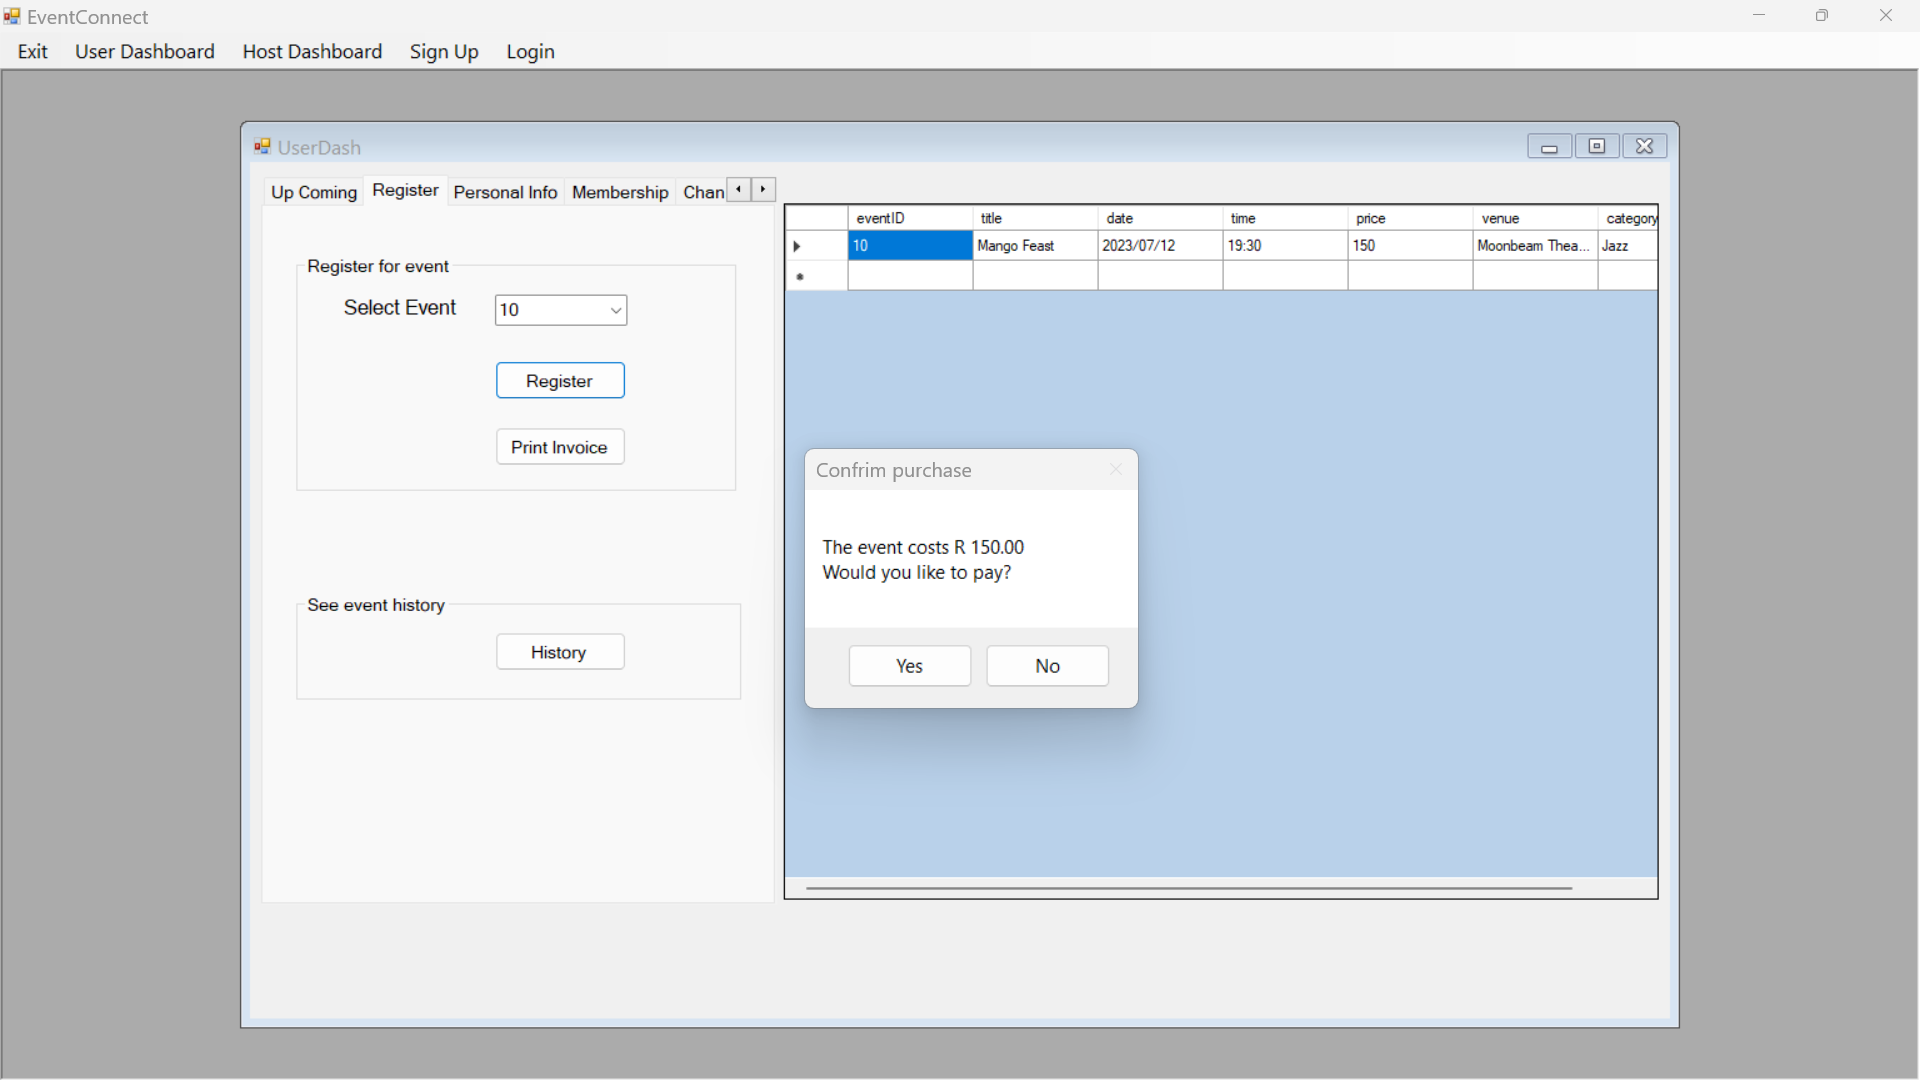 EventConnect
Exit User Dashboard Host Dashboard Sign Up Login
UserDash
Up Coming Register Personal Info Membership Chan
eventID title date time price venue category
10 Mango Feast 2023/07/12 19:30 150 Moonbeam Thea... Jazz
Register for event
Select Event 10
Register
Print Invoice
Confrim purchase
The event costs R 150.00
Would you like to pay?
Yes No
See event history
History